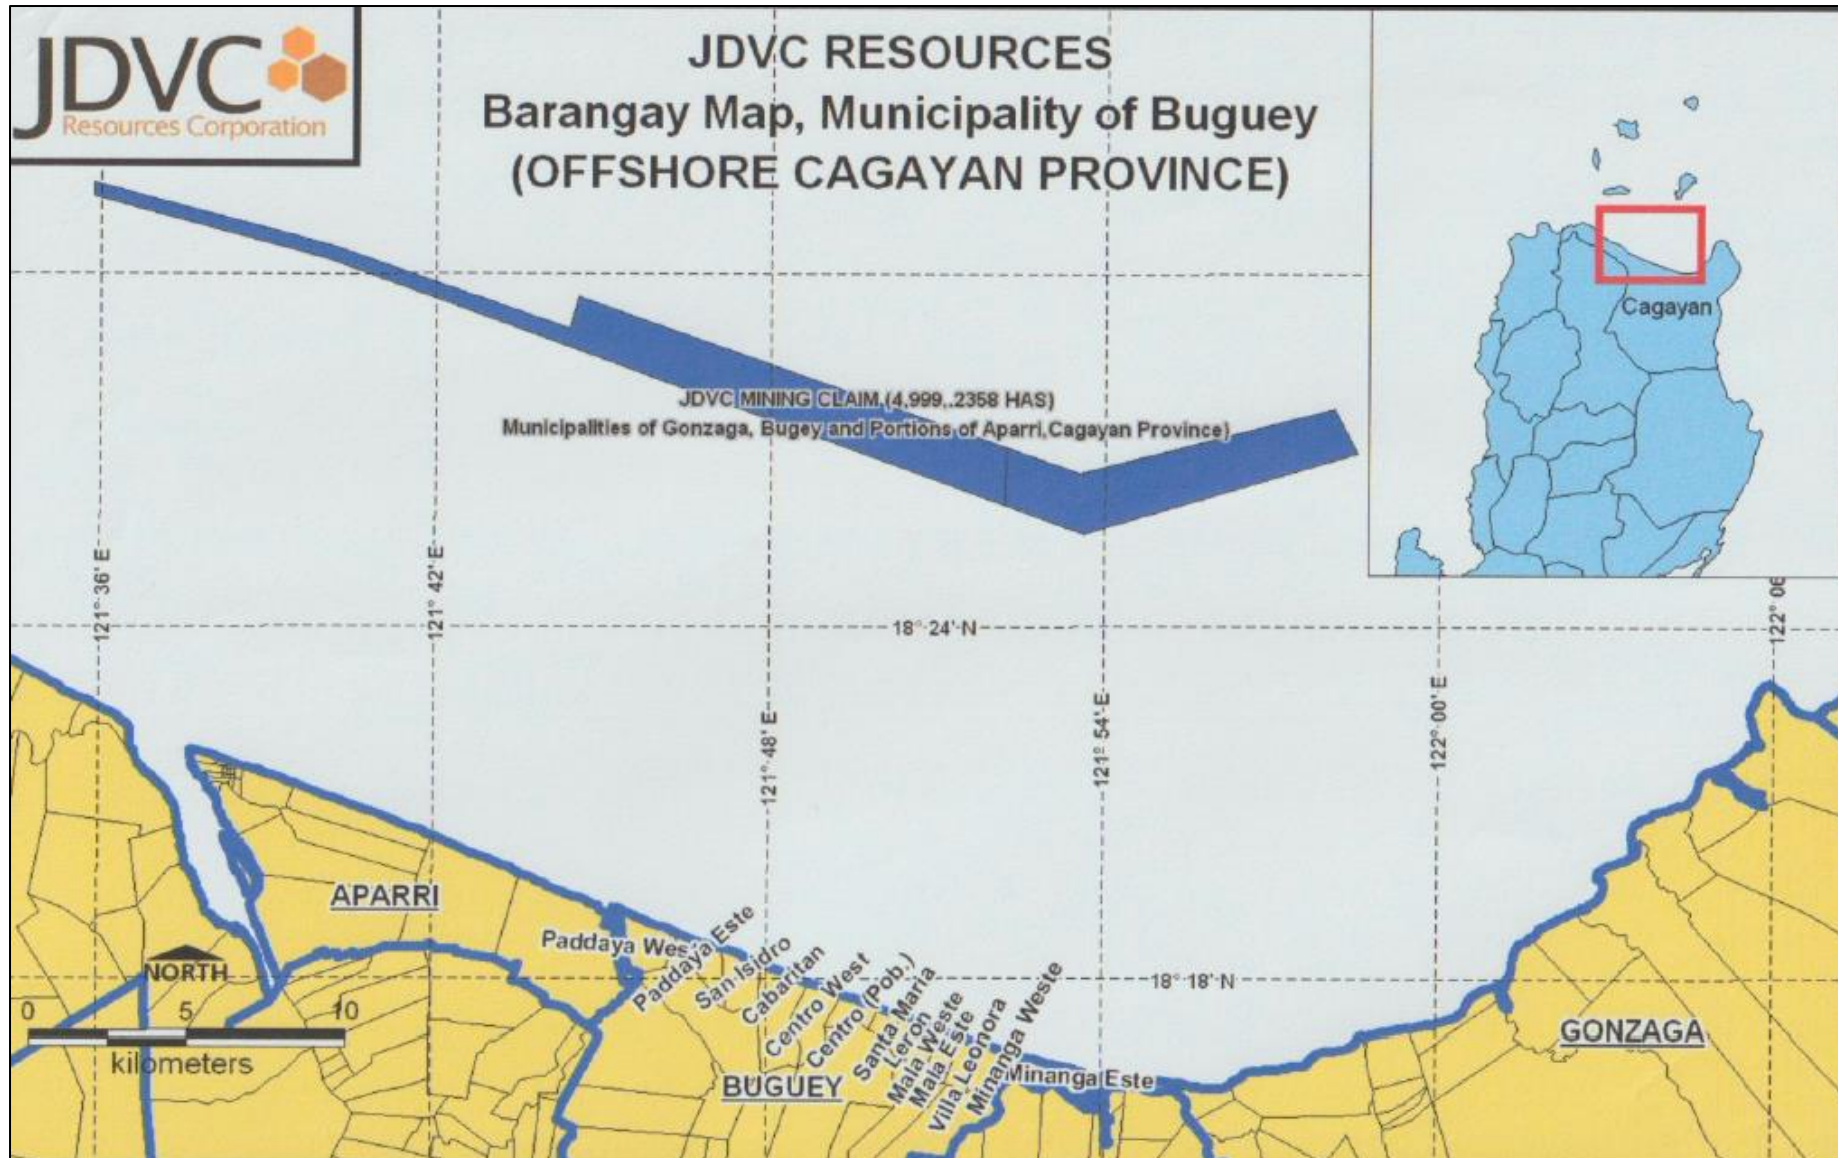 JDVC
Resources Corporation
JDVC RESOURCES
Barangay Map, Municipality of Buguey
(OFFSHORE CAGAYAN PROVINCE)
Cagayan
JDVC MINING CLAIM (4,999,.2358 HAS)
Municipalities of Gonzaga, Bugey and Portions of Aparri,Cagayan Province)
121° 36' E
121° 42' E
121° 48' E
121° 54' E
122° 00' E
122° 06
18° 24' N
18° 18' N
APARRI
BUGUEY
GONZAGA
Paddaya Weste
Paddaya Este
San Isidro
Cabaritan
Centro West
Centro (Pob.)
Santa Maria
Leron
Mala Weste
Mala Este
Villa Leonora
Minanga Weste
Minanga Este
NORTH
0 5 10
kilometers